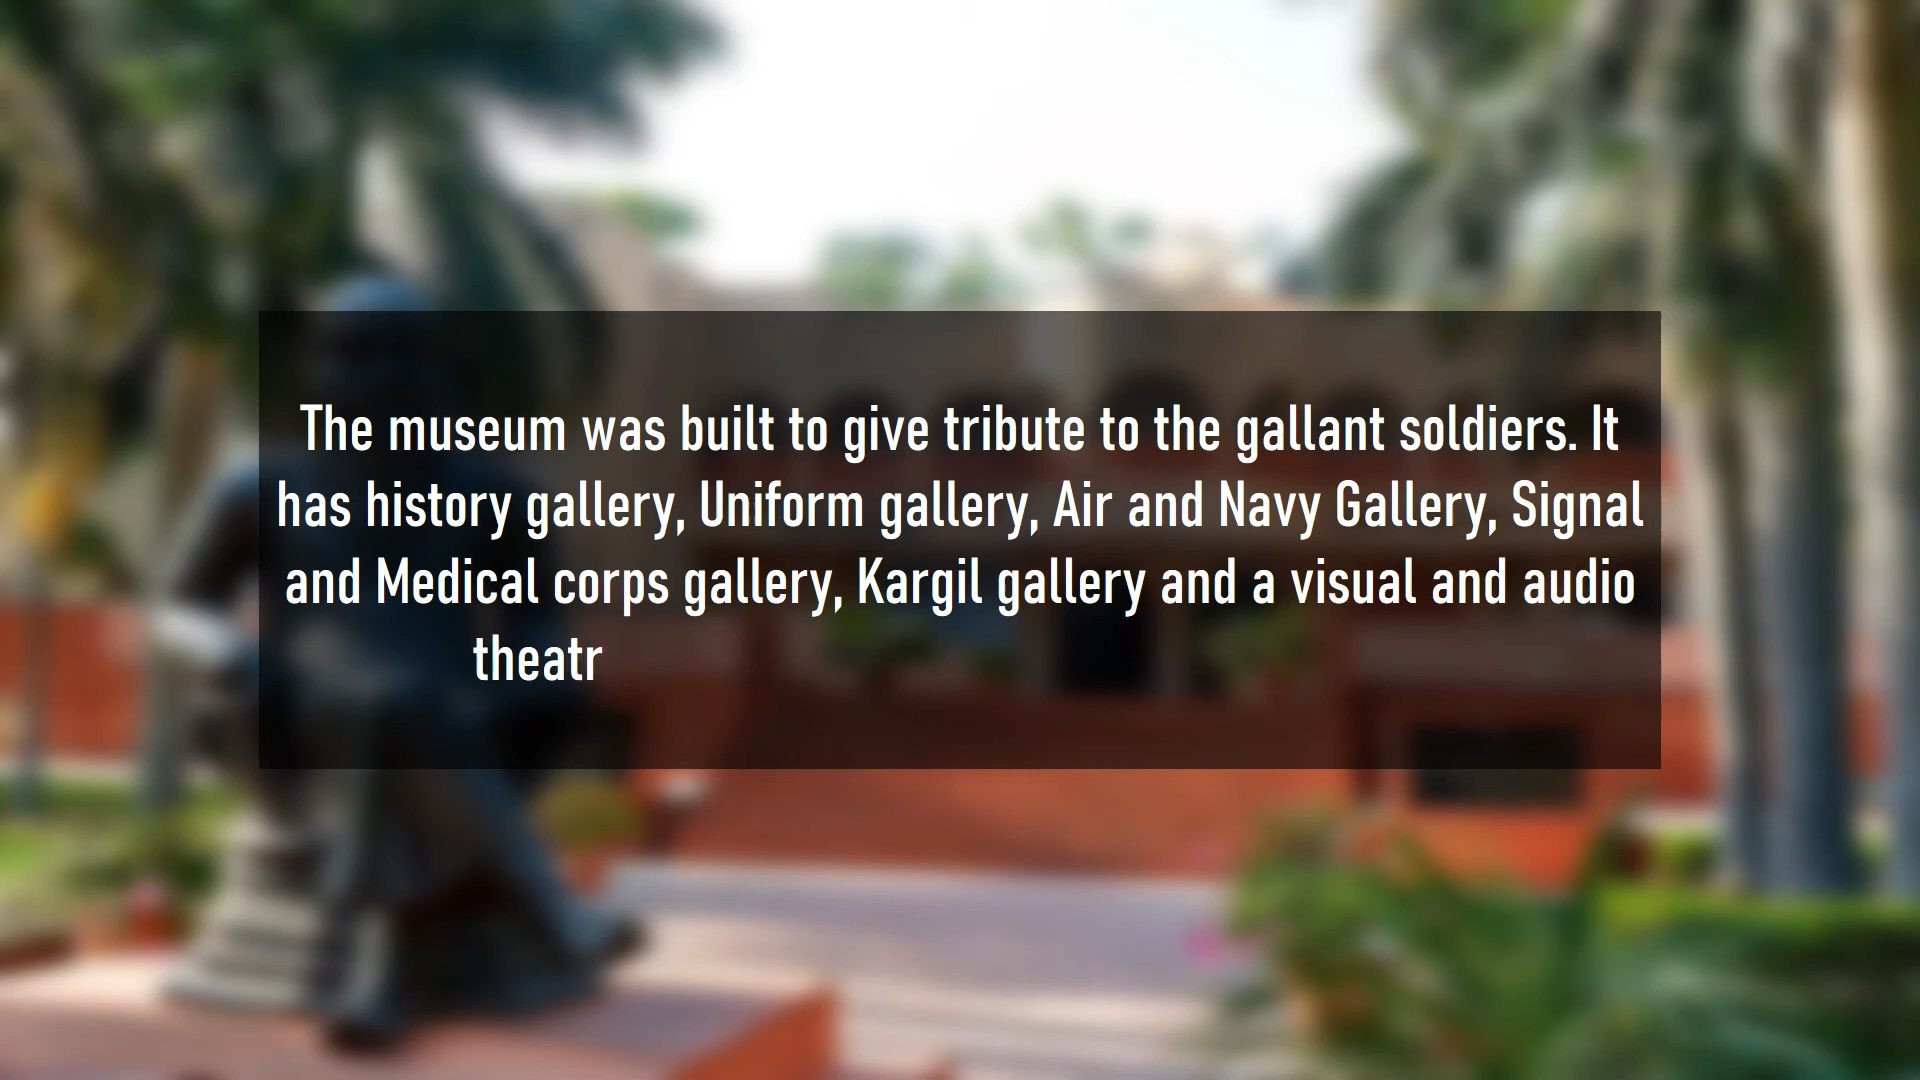 The museum was built to give tribute to the gallant soldiers. It
has history gallery, Uniform gallery, Air and Navy Gallery, Signal
and Medical corps gallery, Kargil gallery and a visual and audio
theatr